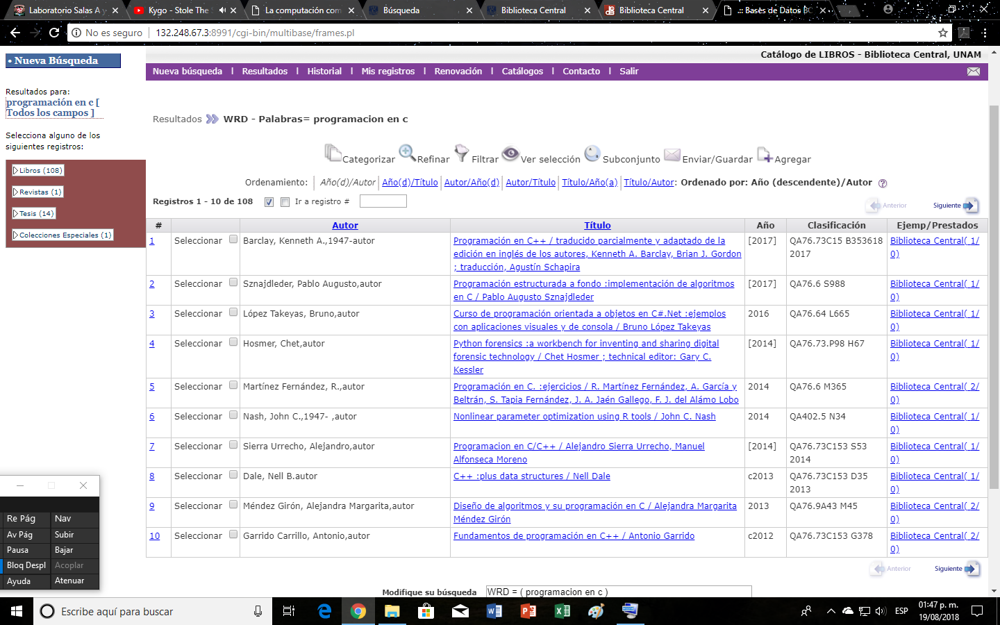 Laboratorio Salas A y
Kygo - Stole The
La computación com
Búsqueda
Biblioteca Central
Biblioteca Central
.:: Bases de Datos BC
No es seguro | 132.248.67.3:8991/cgi-bin/multibase/frames.pl
• Nueva Búsqueda
Resultados para:
programación en c [
Todos los campos ]
Selecciona alguno de los
siguientes registros:
Libros (108)
Revistas (1)
Tesis (14)
Colecciones Especiales (1)
Catálogo de LIBROS - Biblioteca Central, UNAM
Nueva búsqueda | Resultados | Historial | Mis registros | Renovación | Catálogos | Contacto | Salir
Resultados WRD - Palabras= programacion en c
Categorizar Refinar Filtrar Ver selección Subconjunto Enviar/Guardar Agregar
Ordenamiento: Año(d)/Autor Año(d)/Título Autor/Año(d) Autor/Título Título/Año(a) Título/Autor: Ordenado por: Año (descendente)/Autor ?
Registros 1 - 10 de 108 Ir a registro #
Anterior Siguiente
# Autor Título Año Clasificación Ejemp/Prestados
1 Seleccionar Barclay, Kenneth A.,1947-autor Programación en C++ / traducido parcialmente y adaptado de la [2017] QA76.73C15 B353618 Biblioteca Central( 1/
edición en inglés de los autores, Kenneth A. Barclay, Brian J. Gordon 2017 0)
; traducción, Agustín Schapira
2 Seleccionar Sznajdleder, Pablo Augusto,autor Programación estructurada a fondo :implementación de algoritmos [2017] QA76.6 S988 Biblioteca Central( 1/
en C / Pablo Augusto Sznajdleder 0)
3 Seleccionar López Takeyas, Bruno,autor Curso de programación orientada a objetos en C#.Net :ejemplos 2016 QA76.64 L665 Biblioteca Central( 1/
con aplicaciones visuales y de consola / Bruno López Takeyas 0)
4 Seleccionar Hosmer, Chet,autor Python forensics :a workbench for inventing and sharing digital [2014] QA76.73.P98 H67 Biblioteca Central( 1/
forensic technology / Chet Hosmer ; technical editor: Gary C. 0)
Kessler
5 Seleccionar Martínez Fernández, R.,autor Programación en C. :ejercicios / R. Martínez Fernández, A. García y 2014 QA76.6 M365 Biblioteca Central( 2/
Beltrán, S. Tapia Fernández, J. A. Jaén Gallego, F. J. del Alámo Lobo 0)
6 Seleccionar Nash, John C.,1947- ,autor Nonlinear parameter optimization using R tools / John C. Nash 2014 QA402.5 N34 Biblioteca Central( 1/
0)
7 Seleccionar Sierra Urrecho, Alejandro,autor Programacion en C/C++ / Alejandro Sierra Urrecho, Manuel [2014] QA76.73C153 S53 Biblioteca Central( 1/
Alfonseca Moreno 2014 0)
8 Seleccionar Dale, Nell B.autor C++ :plus data structures / Nell Dale c2013 QA76.73C153 D35 Biblioteca Central( 1/
2013 0)
9 Seleccionar Méndez Girón, Alejandra Margarita,autor Diseño de algoritmos y su programación en C / Alejandra Margarita 2013 QA76.9A43 M45 Biblioteca Central( 2/
Méndez Girón 0)
10 Seleccionar Garrido Carrillo, Antonio,autor Fundamentos de programación en C++ / Antonio Garrido c2012 QA76.73C153 G378 Biblioteca Central( 2/
0)
Anterior Siguiente
Modifique su búsqueda WRD = ( programacion en c )
Re Pág Nav
Av Pág Subir
Pausa Bajar
Bloq Despl Acoplar
Ayuda Atenuar
Escribe aquí para buscar
ESP
01:47 p. m.
19/08/2018